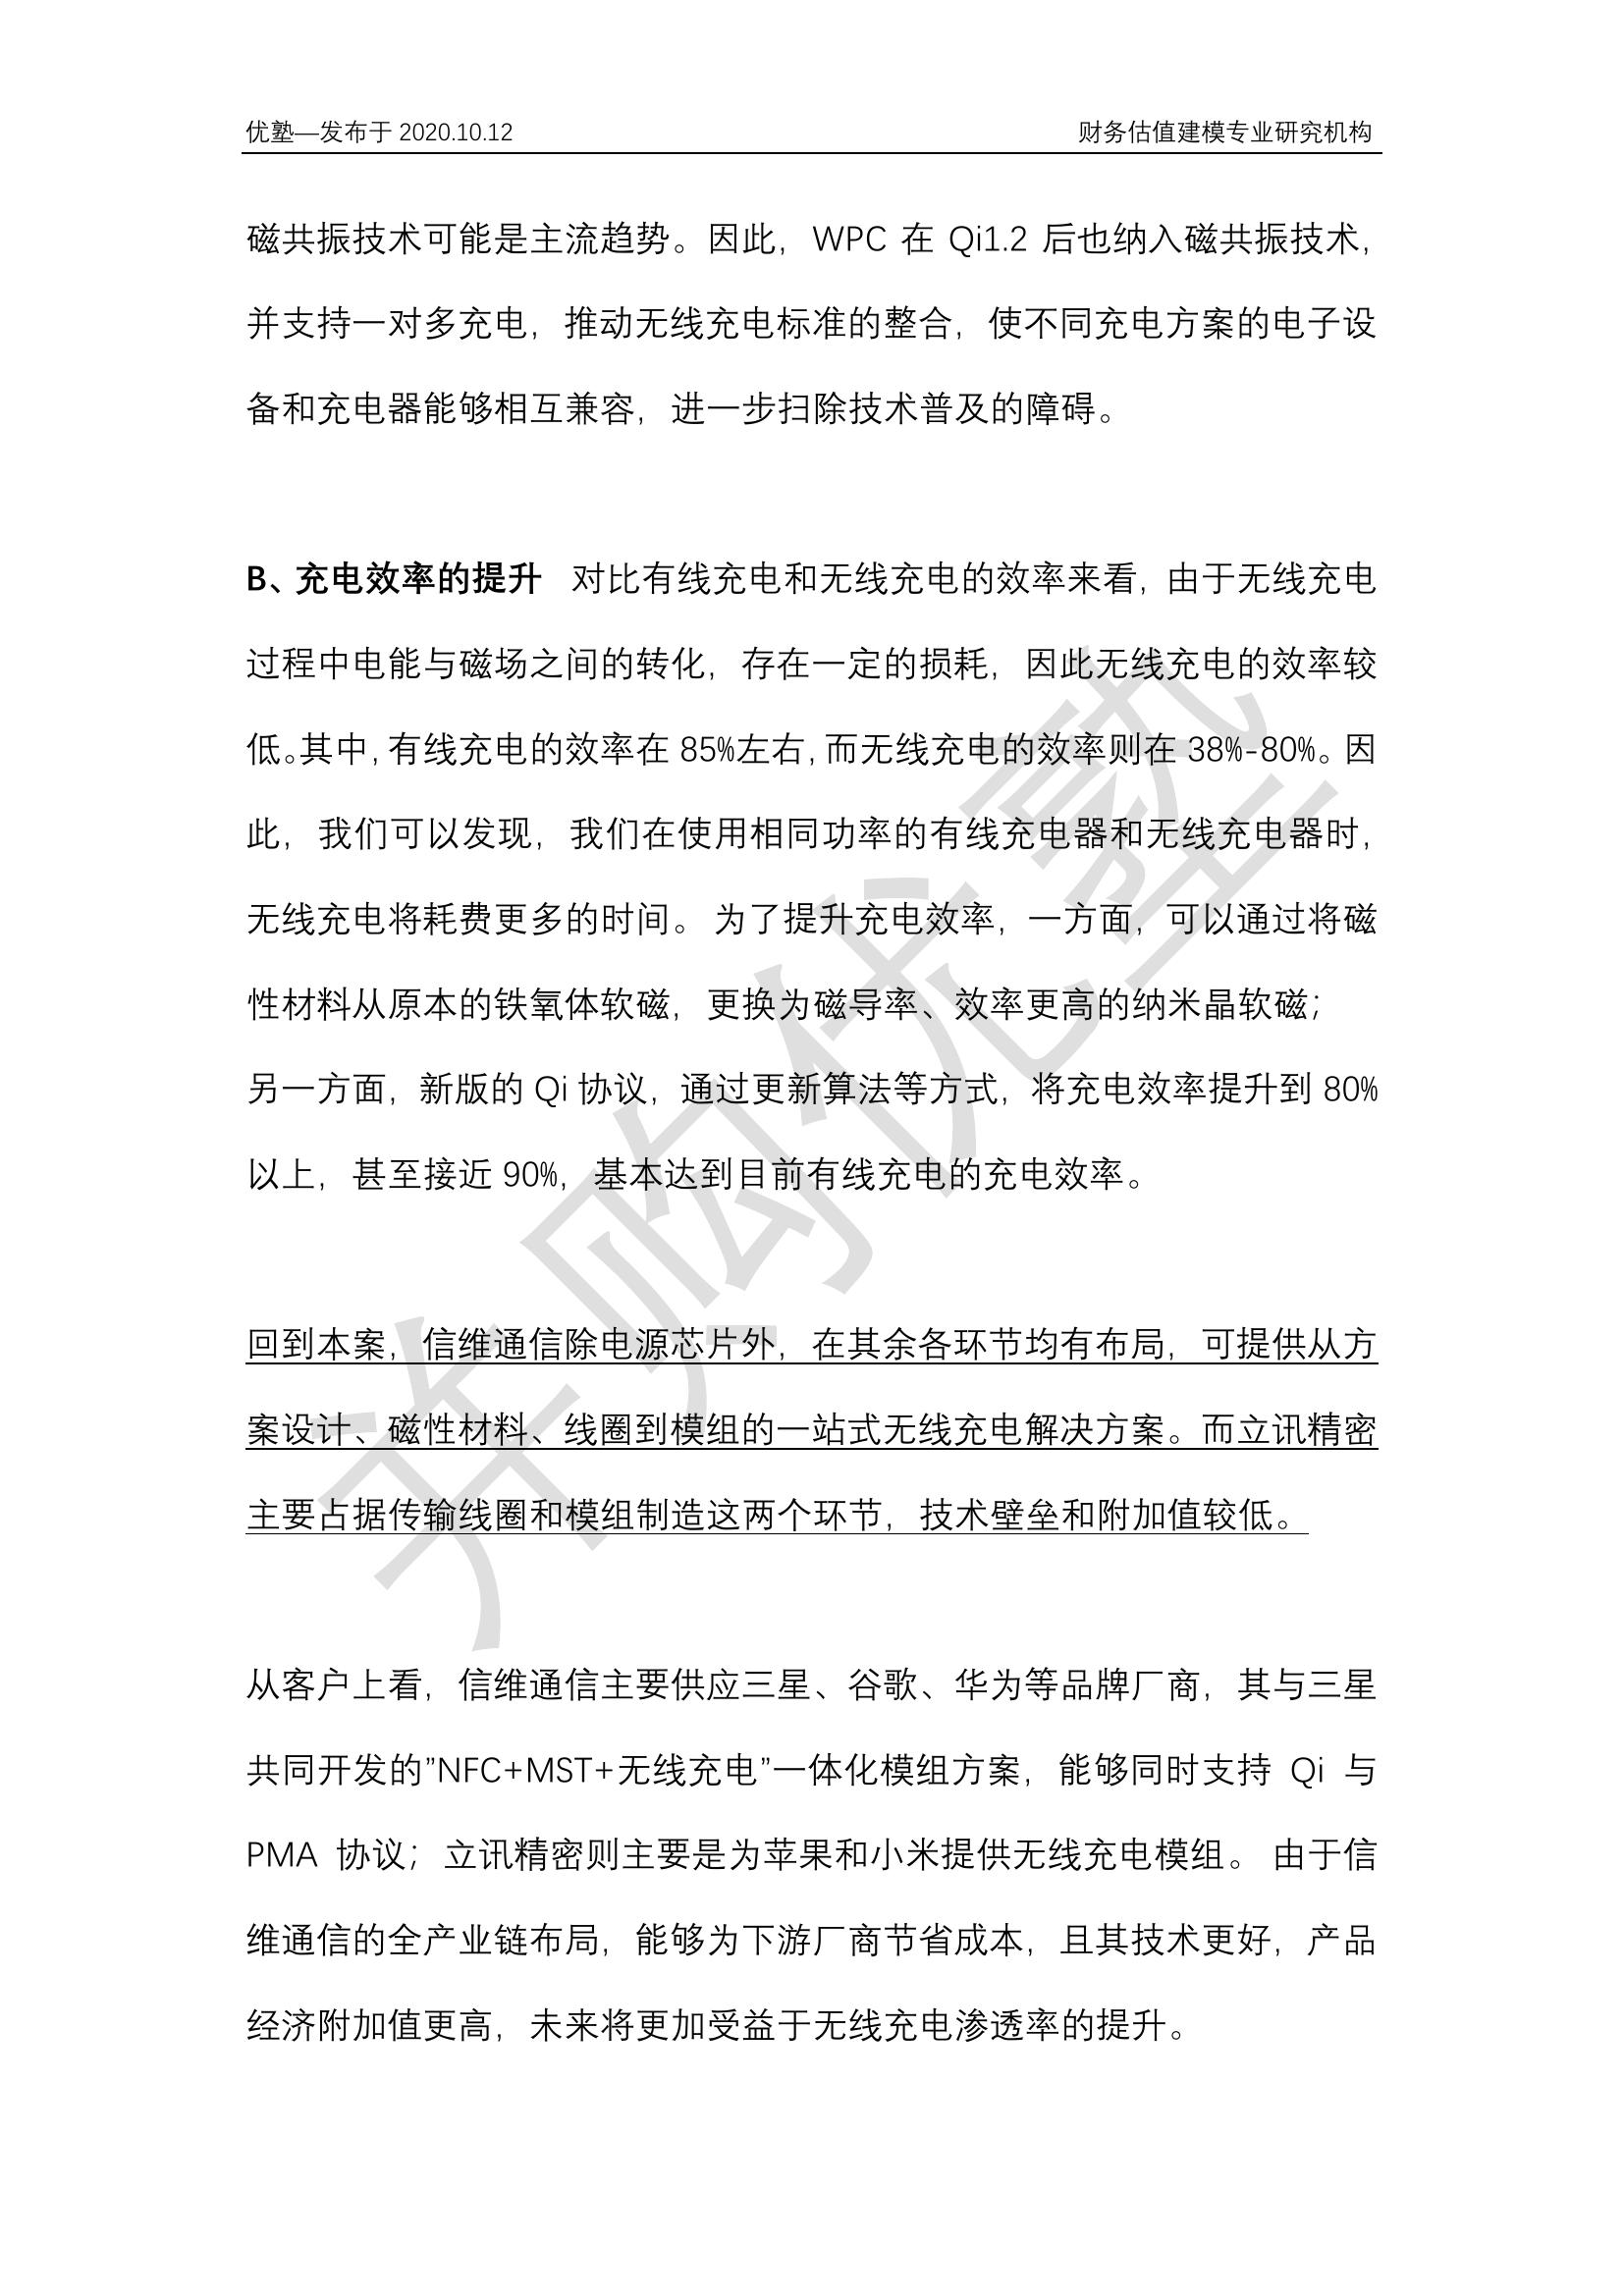 优塾—发布于 2020.10.12 财务估值建模专业研究机构
磁共振技术可能是主流趋势。因此，WPC 在 Qi1.2 后也纳入磁共振技术，
并支持一对多充电，推动无线充电标准的整合，使不同充电方案的电子设
备和充电器能够相互兼容，进一步扫除技术普及的障碍。
B、充电效率的提升 对比有线充电和无线充电的效率来看，由于无线充电
过程中电能与磁场之间的转化，存在一定的损耗，因此无线充电的效率较
低。其中，有线充电的效率在 85%左右，而无线充电的效率则在 38%-80%。因
此，我们可以发现，我们在使用相同功率的有线充电器和无线充电器时，
无线充电将耗费更多的时间。 为了提升充电效率，一方面，可以通过将磁
性材料从原本的铁氧体软磁，更换为磁导率、效率更高的纳米晶软磁；
另一方面，新版的 Qi 协议，通过更新算法等方式，将充电效率提升到 80%
以上，甚至接近 90%，基本达到目前有线充电的充电效率。
回到本案，信维通信除电源芯片外，在其余各环节均有布局，可提供从方
案设计、磁性材料、线圈到模组的一站式无线充电解决方案。而立讯精密
主要占据传输线圈和模组制造这两个环节，技术壁垒和附加值较低。
从客户上看，信维通信主要供应三星、谷歌、华为等品牌厂商，其与三星
共同开发的”NFC+MST+无线充电”一体化模组方案，能够同时支持 Qi 与
PMA 协议；立讯精密则主要是为苹果和小米提供无线充电模组。 由于信
维通信的全产业链布局，能够为下游厂商节省成本，且其技术更好，产品
经济附加值更高，未来将更加受益于无线充电渗透率的提升。
并购优塾